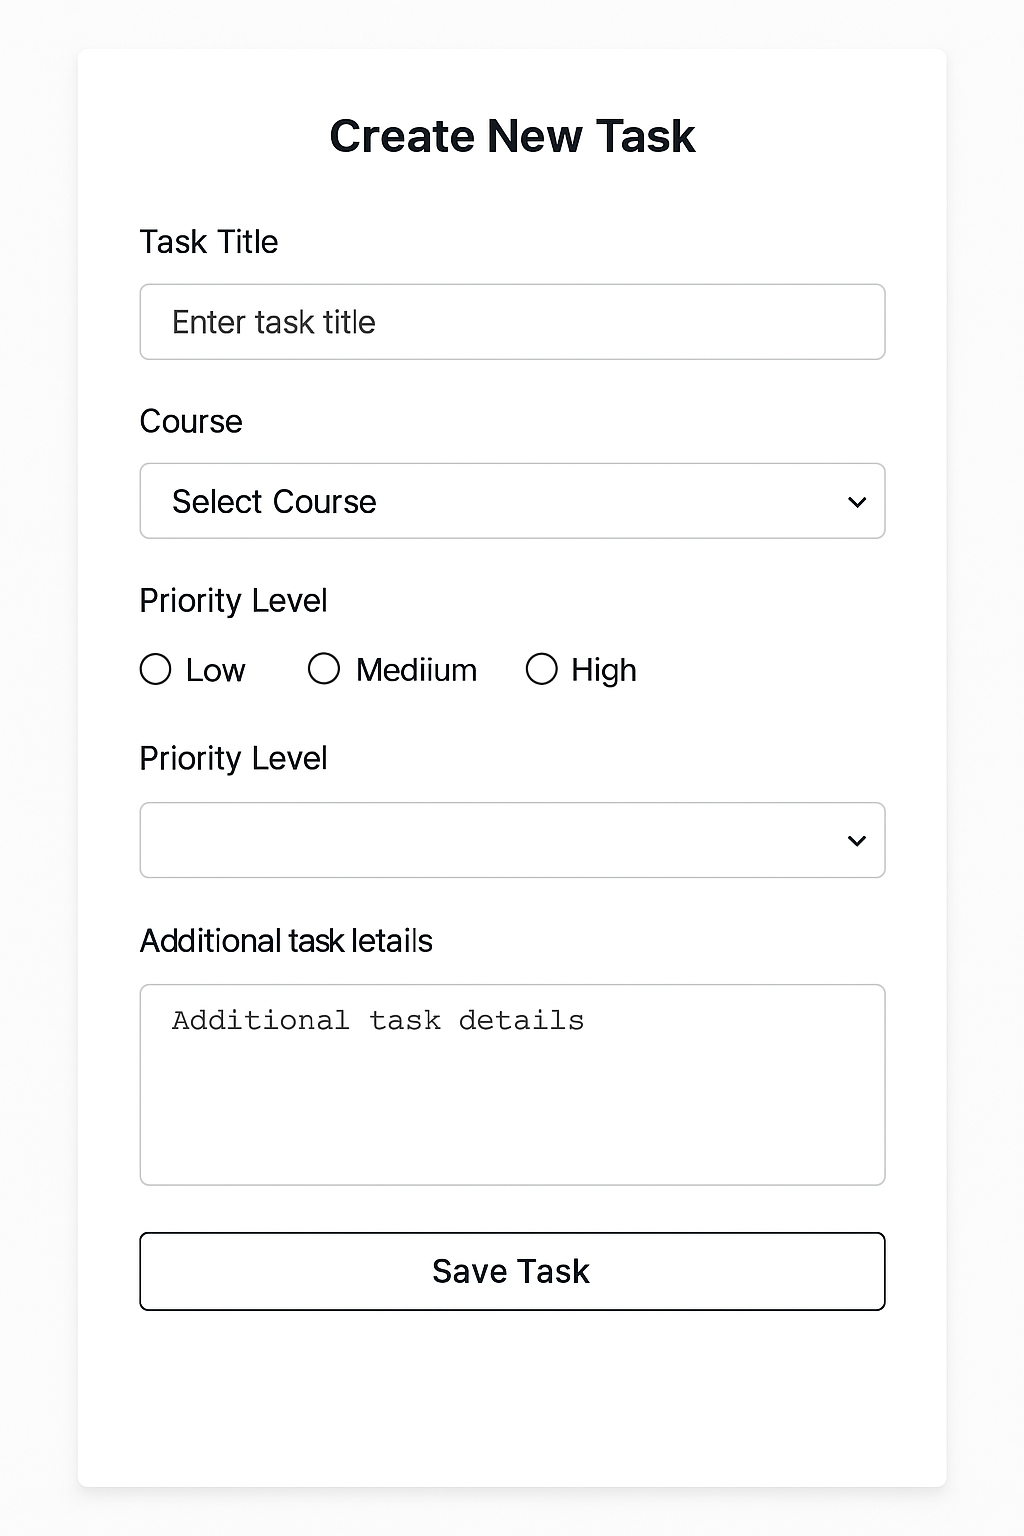 Create New Task
Task Title
Enter task title
Course
Select Course
Priority Level
Low Mediium High
Priority Level
Additional task letails
Additional task details
Save Task